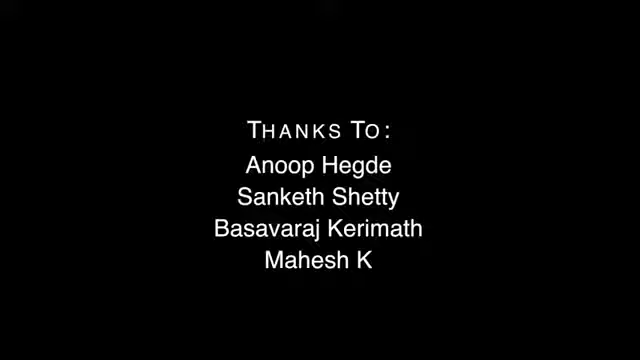 THANKS TO:
Anoop Hegde
Sanketh Shetty
Basavaraj Kerimath
Mahesh K